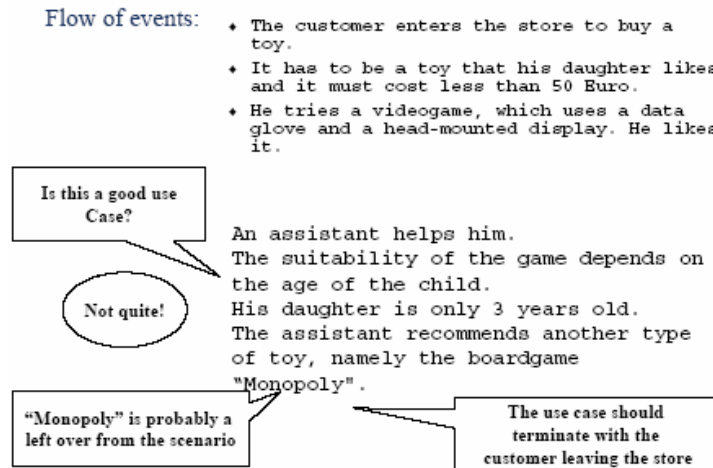 Flow of events:
♦ The customer enters the store to buy a
toy.
♦ It has to be a toy that his daughter likes
and it must cost less than 50 Euro.
♦ He tries a videogame, which uses a data
glove and a head-mounted display. He likes
it.
Is this a good use
Case?
An assistant helps him.
The suitability of the game depends on
the age of the child.
Not quite!
His daughter is only 3 years old.
The assistant recommends another type
of toy, namely the boardgame
“Monopoly".
“Monopoly” is probably a
left over from the scenario
The use case should
terminate with the
customer leaving the store